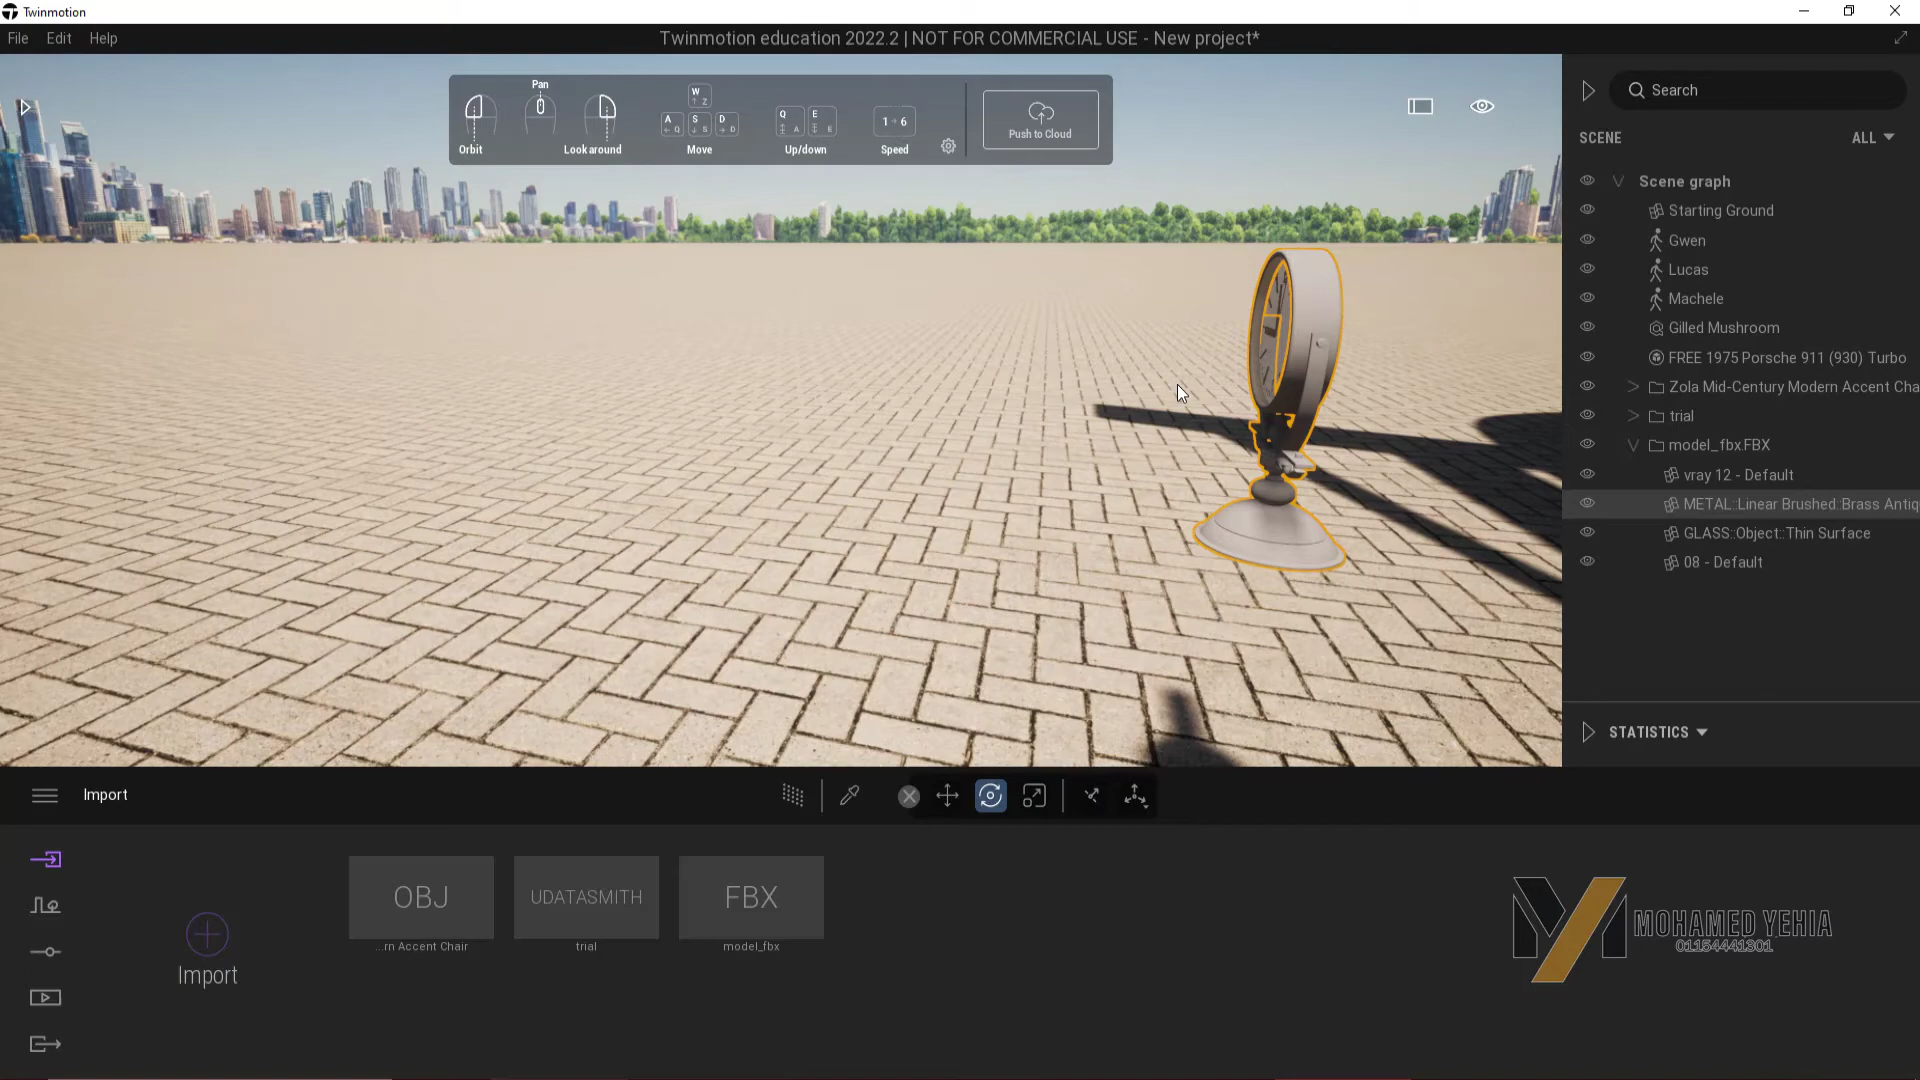 Twinmotion
File Edit Help
Twinmotion education 2022.2 | NOT FOR COMMERCIAL USE - New project*
Pan
Orbit
Look around
W
Z
A
Q
S
S
D
D
Move
Q
A
E
E
Up/down
1 6
Speed
Push to Cloud
Search
SCENE
ALL
Scene graph
Starting Ground
Gwen
Lucas
Machele
Gilled Mushroom
FREE 1975 Porsche 911 (930) Turbo
Zola Mid-Century Modern Accent Cha
trial
model_fbx.FBX
vray 12 - Default
METAL::Linear Brushed::Brass Antiq
GLASS::Object::Thin Surface
08 - Default
STATISTICS
Import
Import
OBJ
...rn Accent Chair
UDATASMITH
trial
FBX
model_fbx
MOHAMED YEHIA
01154441301